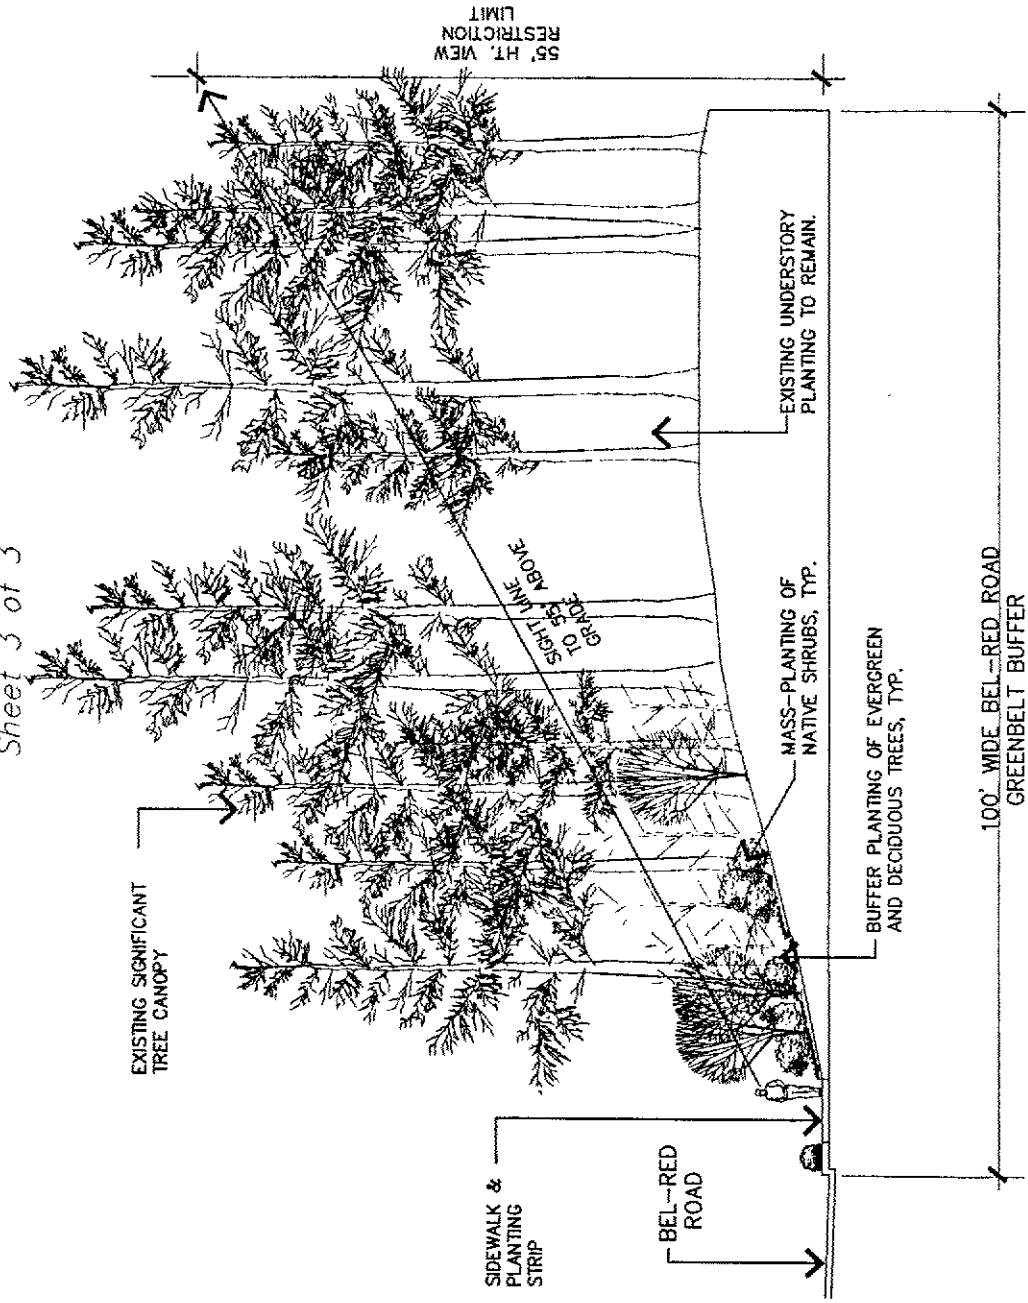 Sheet 3 of 3
EXISTING SIGNIFICANT
TREE CANOPY
55' HT. VIEW
RESTRICTION
LIMIT
SIGHT LINE
TO 55' ABOVE
GRADE
SIDEWALK &
PLANTING
STRIP
BEL-RED
ROAD
EXISTING UNDERSTORY
PLANTING TO REMAIN.
MASS-PLANTING OF
NATIVE SHRUBS, TYP.
BUFFER PLANTING OF EVERGREEN
AND DECIDUOUS TREES, TYP.
100' WIDE BEL-RED ROAD
GREENBELT BUFFER